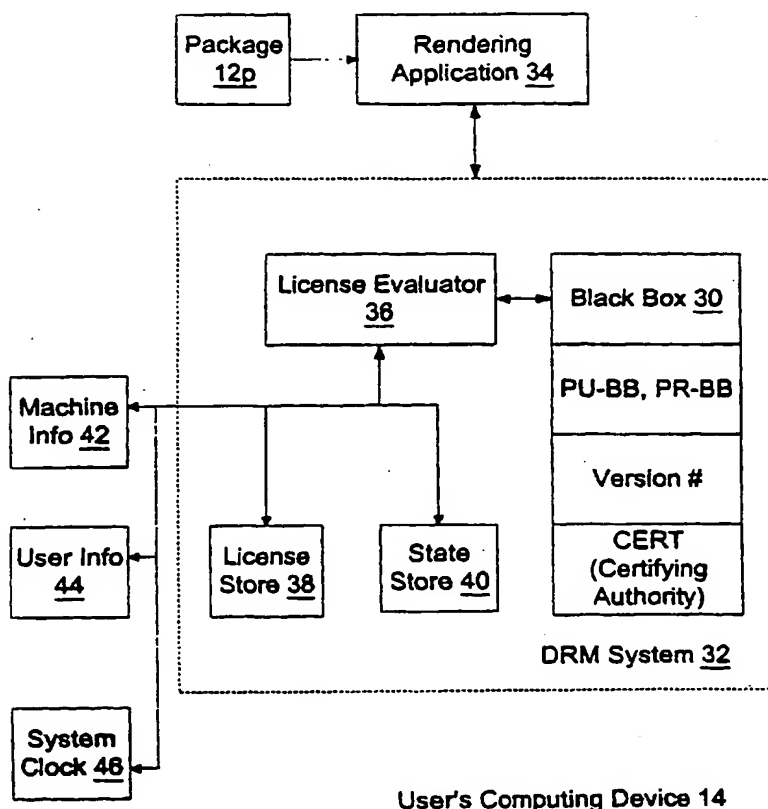 Package
12p
Rendering
Application 34
License Evaluator
36
Black Box 30
PU-BB, PR-BB
Version #
CERT
(Certifying
Authority)
Machine
Info 42
User Info
44
License
Store 38
State
Store 40
DRM System 32
System
Clock 46
User's Computing Device 14